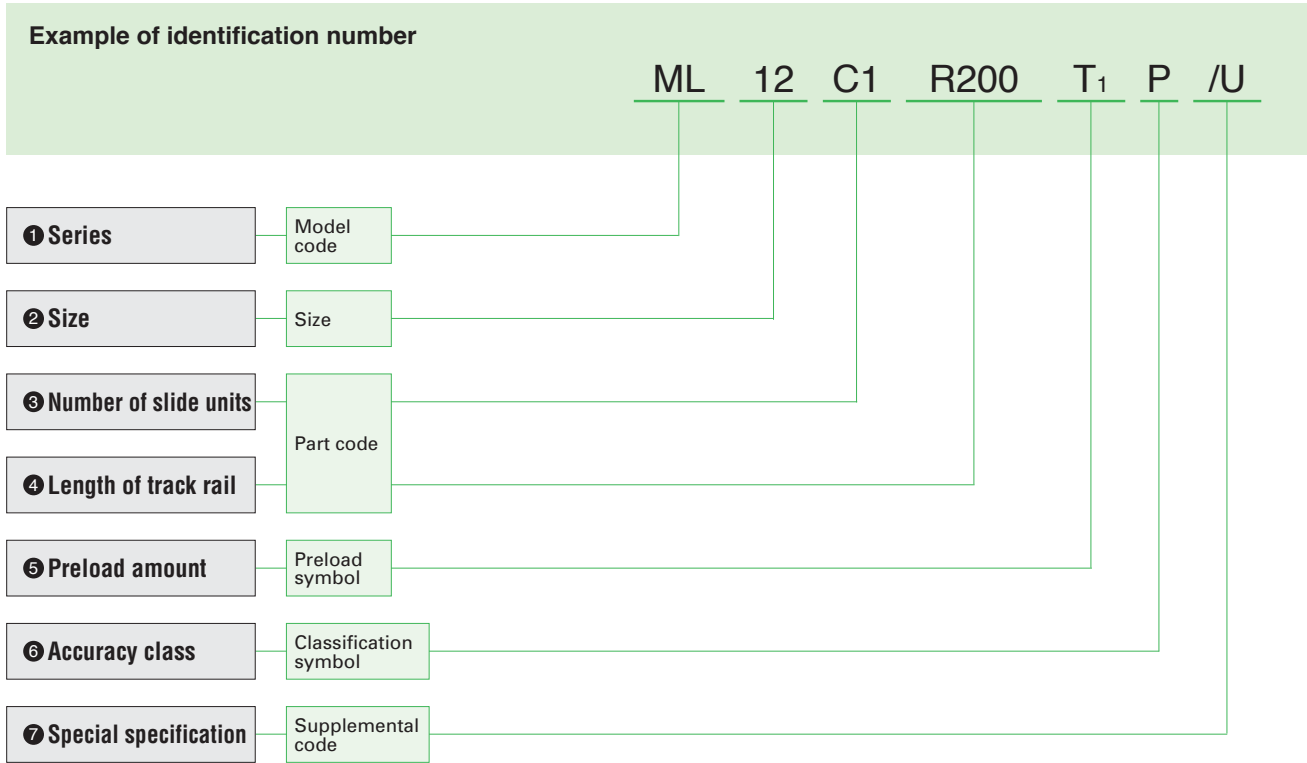 Example of identification number
ML 12 C1 R200 T1 P /U
❶ Series
Model
code
❷ Size
Size
❸ Number of slide units
Part code
❹ Length of track rail
❺ Preload amount
Preload
symbol
❻ Accuracy class
Classification
symbol
❼ Special specification
Supplemental
code